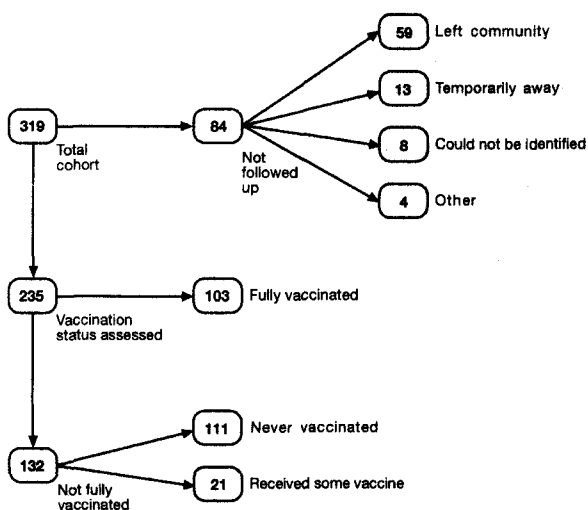 59 Left community
13 Temporarily away
319
84
Total
cohort
Not
followed
up
8 Could not be identified
4 Other
235
103 Fully vaccinated
Vaccination
status assessed
111 Never vaccinated
132
21 Received some vaccine
Not fully
vaccinated